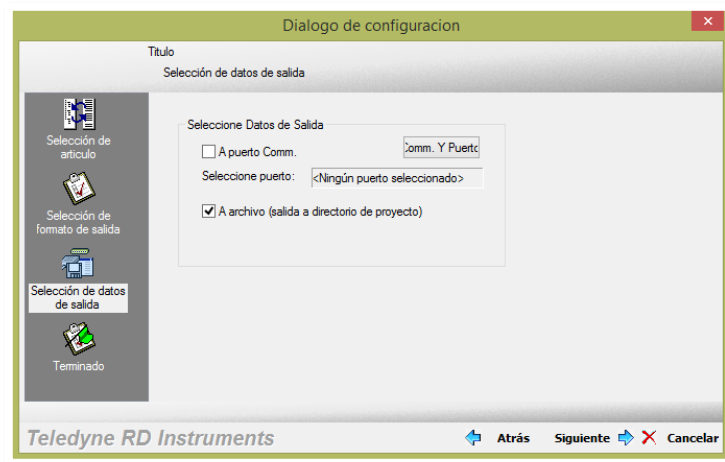 Dialogo de configuracion
Titulo
Selección de datos de salida
Selección de
articulo
Selección de
formato de salida
Selección de datos
de salida
Terminado
Seleccione Datos de Salida
A puerto Comm.
Comm. Y Puerto
Seleccione puerto:
<Ningún puerto seleccionado>
A archivo (salida a directorio de proyecto)
Teledyne RD Instruments
Atrás
Siguiente
Cancelar